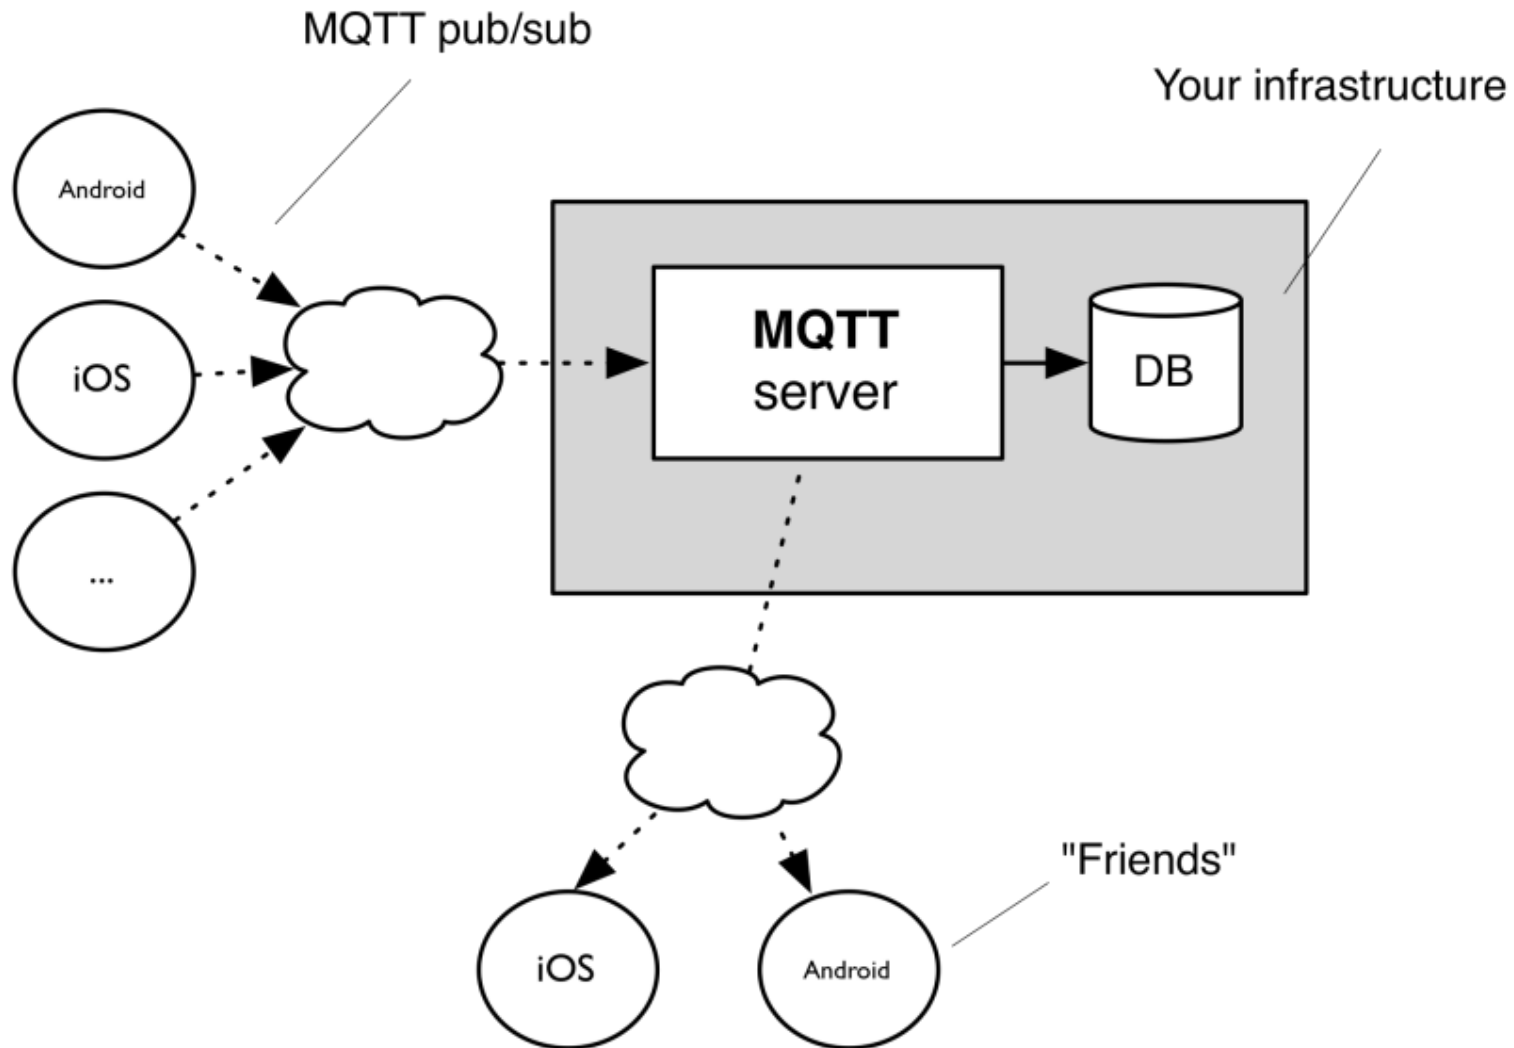 MQTT pub/sub
Your infrastructure
Android
iOS
...
MQTT
server
DB
"Friends"
iOS
Android